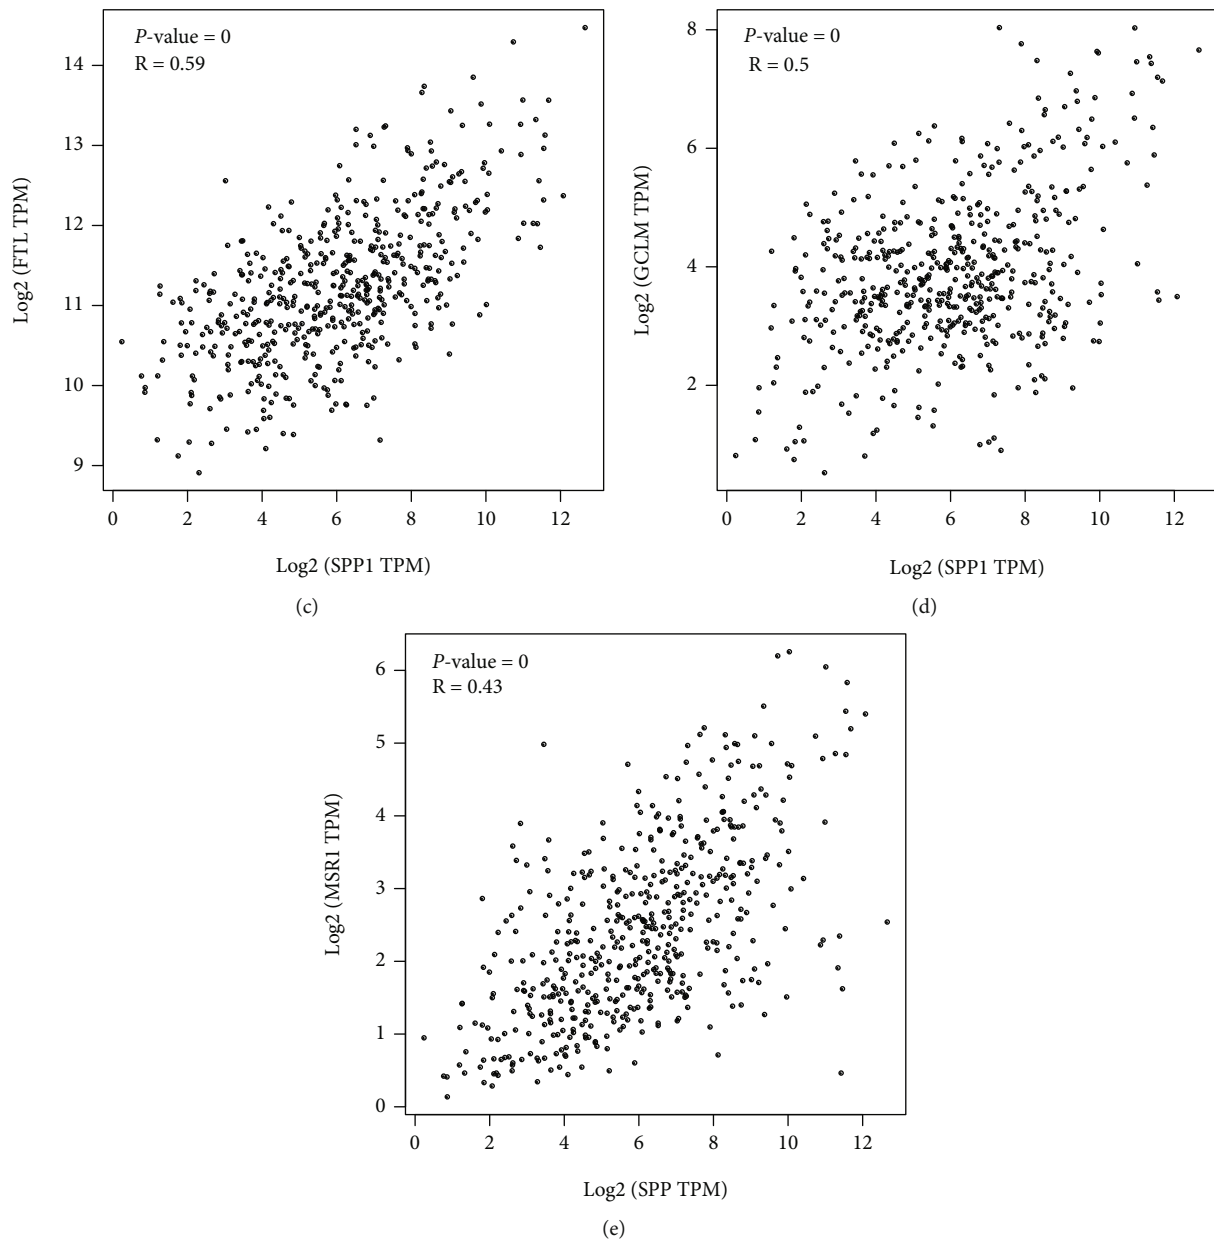 P-value = 0
R = 0.59
14
13
12
11
10
9
Log2 (FTL TPM)
0 2 4 6 8 10 12
Log2 (SPP1 TPM)
(c)
P-value = 0
R = 0.5
8
6
4
2
Log2 (GCLM TPM)
0 2 4 6 8 10 12
Log2 (SPP1 TPM)
(d)
P-value = 0
R = 0.43
6
5
4
3
2
1
0
Log2 (MSR1 TPM)
0 2 4 6 8 10 12
Log2 (SPP TPM)
(e)